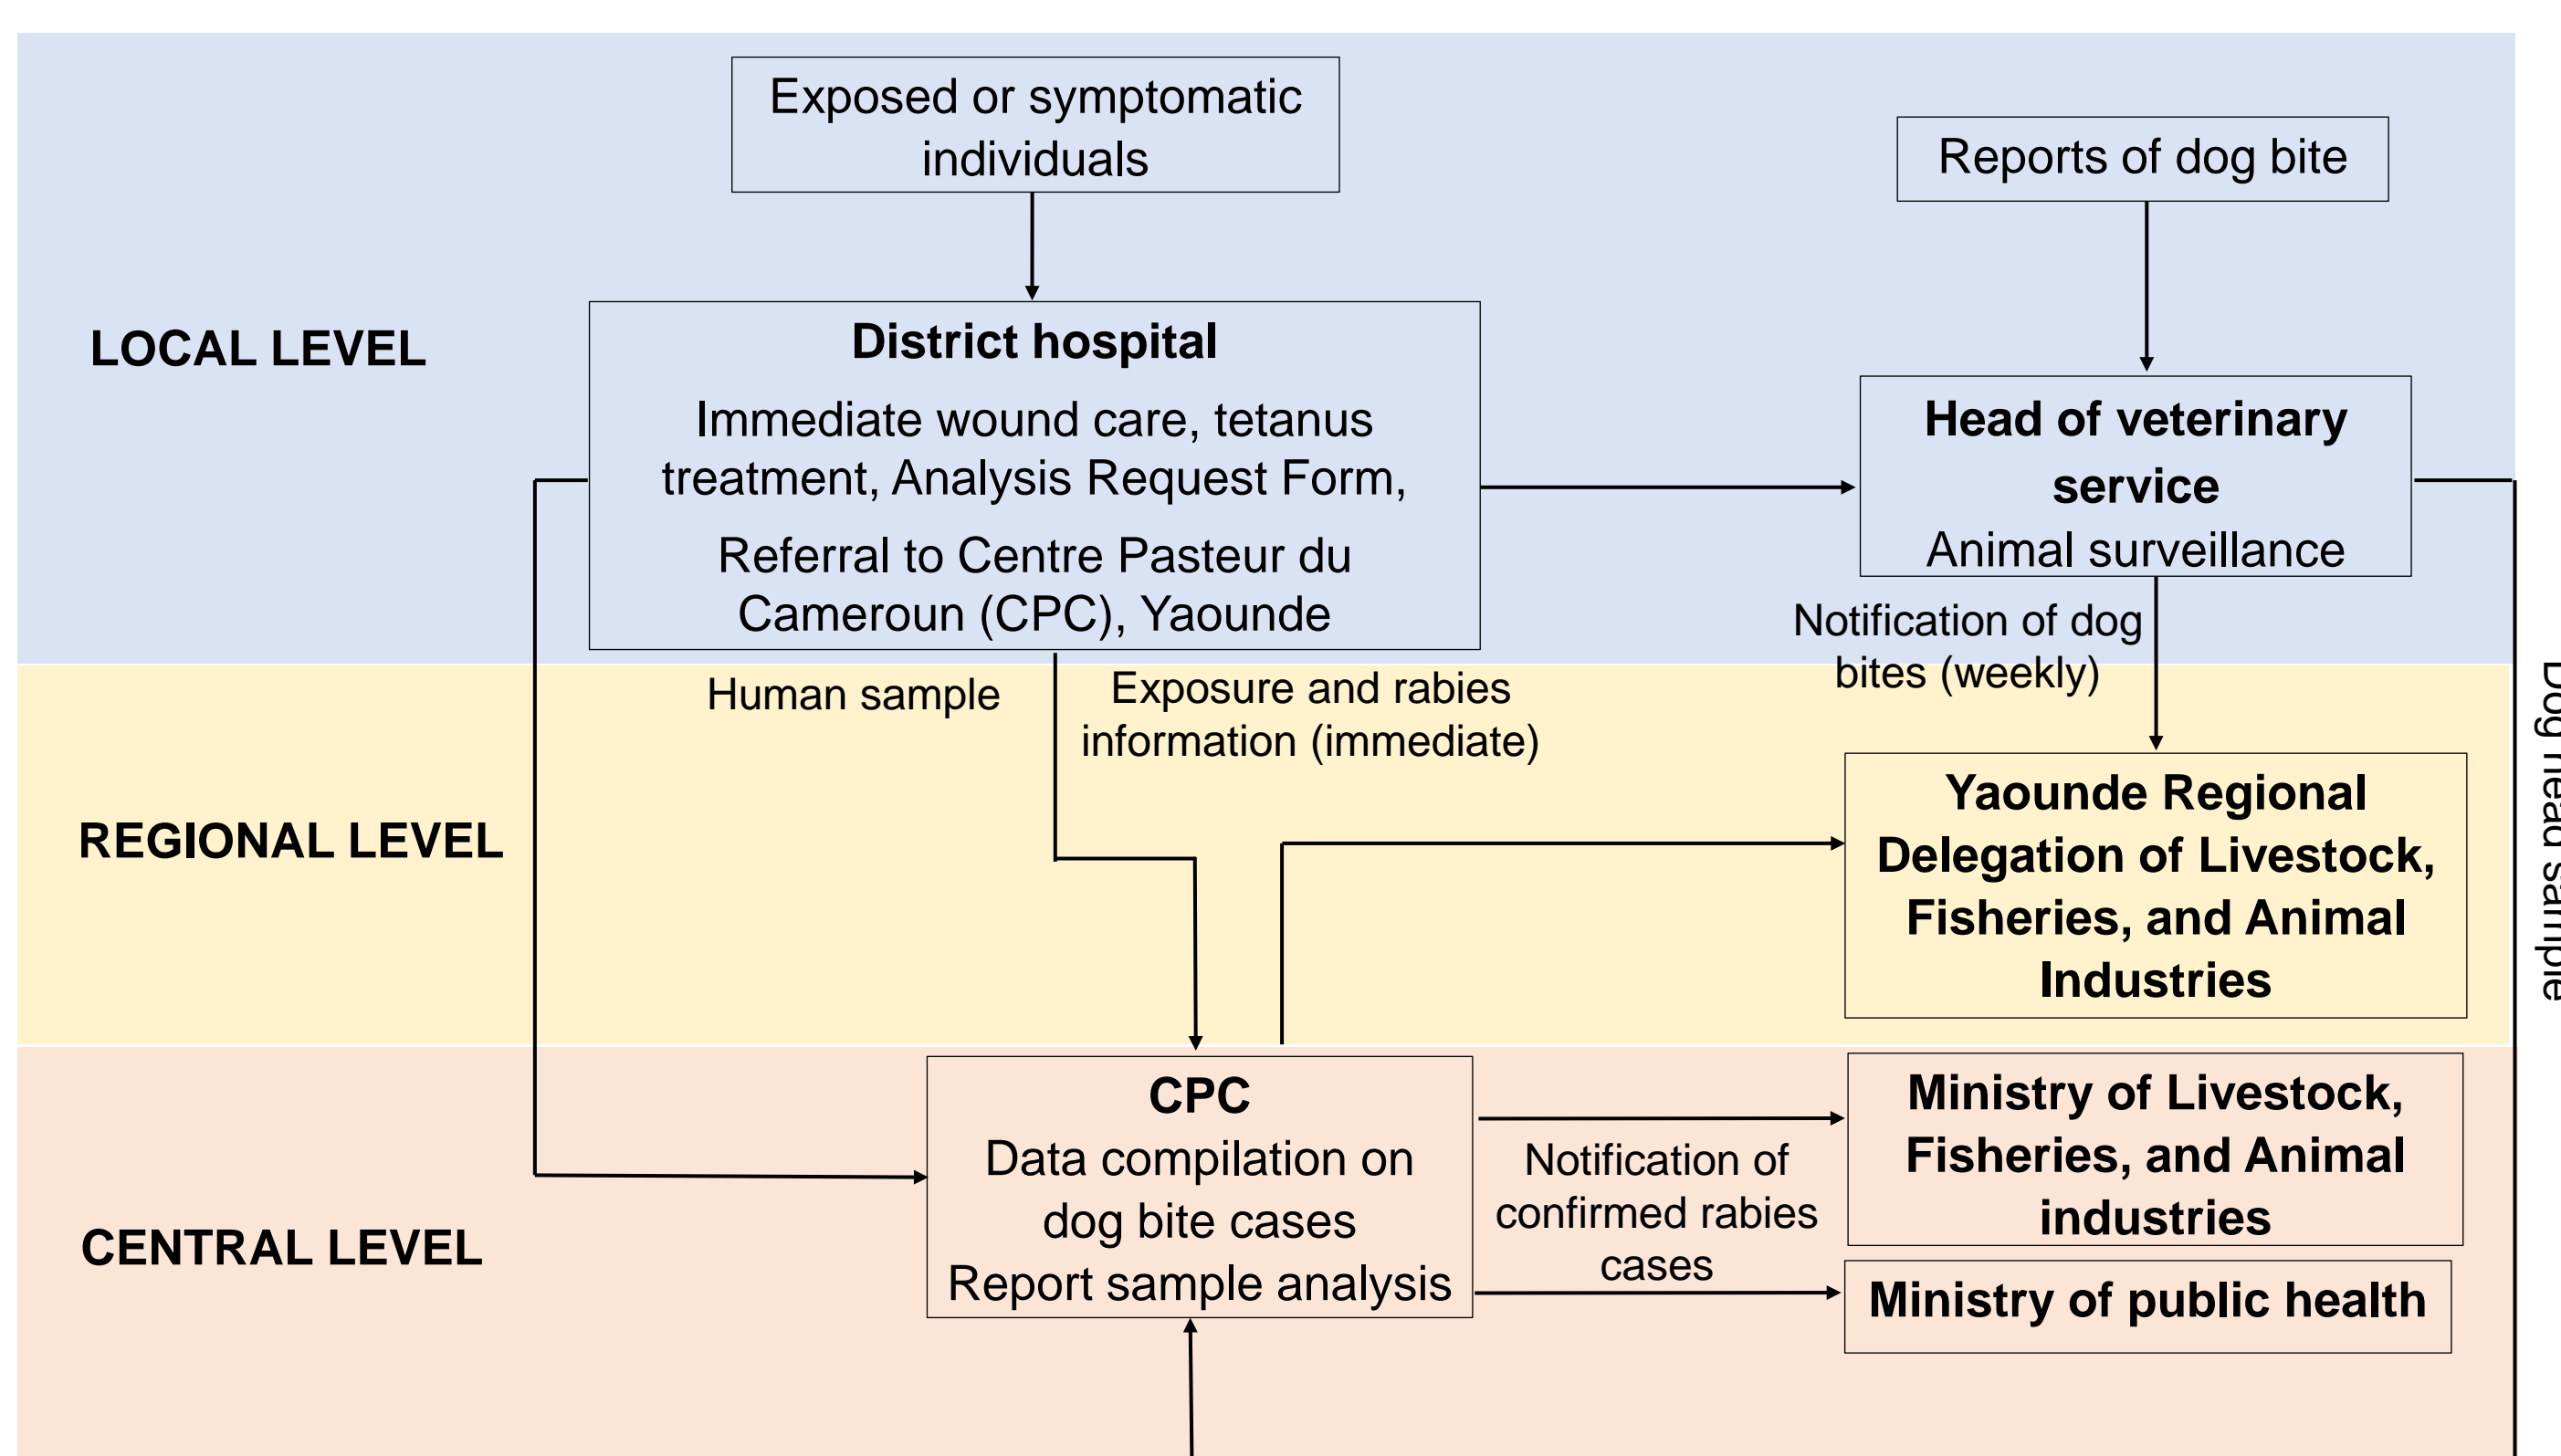 Exposed or symptomatic
individuals
Reports of dog bite
LOCAL LEVEL
District hospital
Immediate wound care, tetanus
treatment, Analysis Request Form,
Referral to Centre Pasteur du
Cameroun (CPC), Yaounde
Head of veterinary
service
Animal surveillance
Notification of dog
bites (weekly)
Human sample
Exposure and rabies
information (immediate)
Dog head sample
REGIONAL LEVEL
Yaounde Regional
Delegation of Livestock,
Fisheries, and Animal
Industries
CENTRAL LEVEL
CPC
Data compilation on
dog bite cases
Report sample analysis
Notification of
confirmed rabies
cases
Ministry of Livestock,
Fisheries, and Animal
industries
Ministry of public health